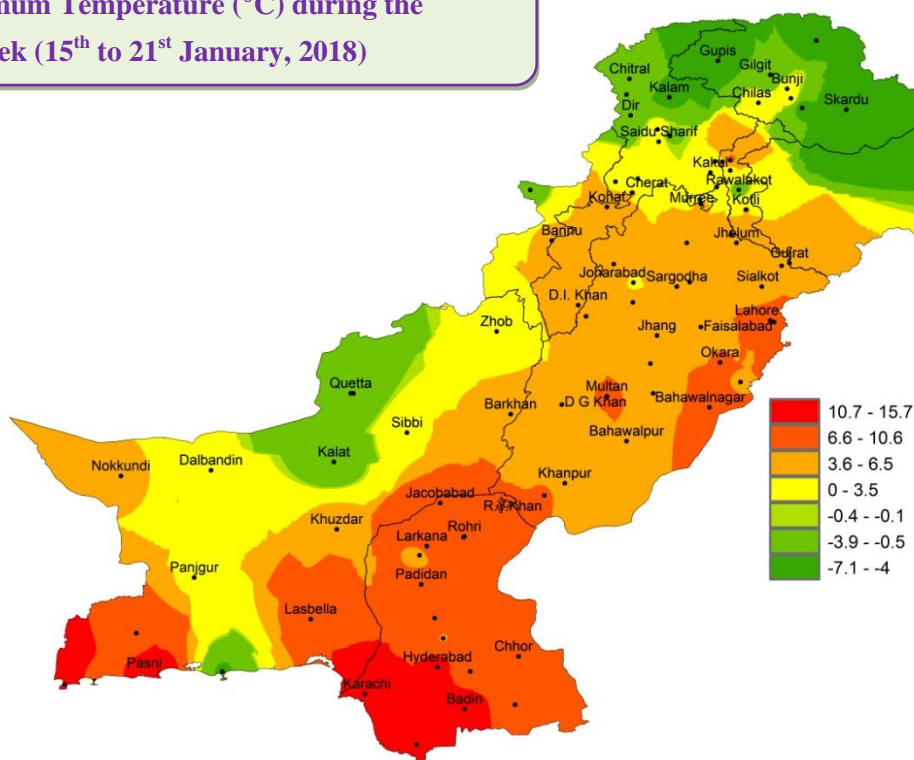 mum Temperature (°C) during the
ek (15th to 21st January, 2018)
Gupis
Chitral
Gilgit
Bunji
Kalam
Chilas
Skardu
Dir
Saidu Sharif
Kakul
Cherat
Rawalakot
Kohat
Murree
Kotli
Bannu
Jhelum
Gujrat
Joharabad
Sargodha
Sialkot
D.I. Khan
Lahore
Zhob
Jhang
Faisalabad
Okara
Quetta
Multan
Barkhan
D G Khan
Bahawalnagar
Sibbi
Bahawalpur
Kalat
Nokkundi
Dalbandin
Khanpur
Jacobabad
R.Y.Khan
Khuzdar
Rohri
Larkana
Panjgur
Padidan
Lasbella
Chhor
Pasni
Hyderabad
Karachi
Badin
10.7 - 15.7
6.6 - 10.6
3.6 - 6.5
0 - 3.5
-0.4 - -0.1
-3.9 - -0.5
-7.1 - -4